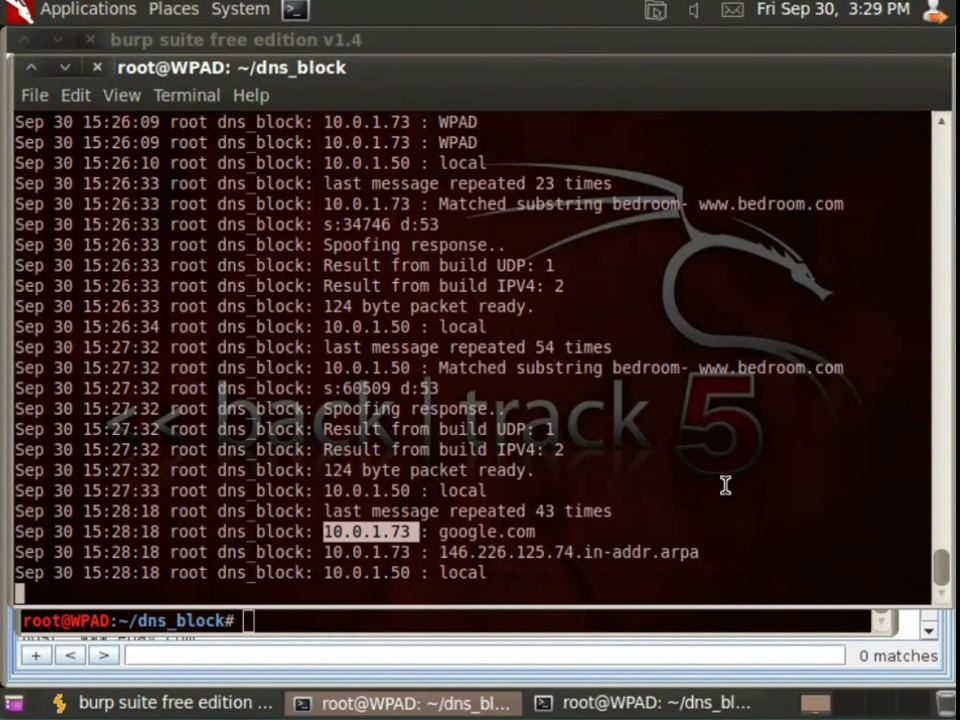 Applications Places System Fri Sep 30, 3:29 PM
burp suite free edition v1.4
root@WPAD: ~/dns_block
File Edit View Terminal Help
Sep 30 15:26:09 root dns_block: 10.0.1.73 : WPAD
Sep 30 15:26:09 root dns_block: 10.0.1.73 : WPAD
Sep 30 15:26:10 root dns_block: 10.0.1.50 : local
Sep 30 15:26:33 root dns_block: last message repeated 23 times
Sep 30 15:26:33 root dns_block: 10.0.1.73 : Matched substring bedroom- www.bedroom.com
Sep 30 15:26:33 root dns_block: s:34746 d:53
Sep 30 15:26:33 root dns_block: Spoofing response..
Sep 30 15:26:33 root dns_block: Result from build UDP: 1
Sep 30 15:26:33 root dns_block: Result from build IPV4: 2
Sep 30 15:26:33 root dns_block: 124 byte packet ready.
Sep 30 15:26:34 root dns_block: 10.0.1.50 : local
Sep 30 15:27:32 root dns_block: last message repeated 54 times
Sep 30 15:27:32 root dns_block: 10.0.1.50 : Matched substring bedroom- www.bedroom.com
Sep 30 15:27:32 root dns_block: s:60509 d:53
Sep 30 15:27:32 root dns_block: Spoofing response..
Sep 30 15:27:32 root dns_block: Result from build UDP: 1
Sep 30 15:27:32 root dns_block: Result from build IPV4: 2
Sep 30 15:27:32 root dns_block: 124 byte packet ready.
Sep 30 15:27:33 root dns_block: 10.0.1.50 : local
Sep 30 15:28:18 root dns_block: last message repeated 43 times
Sep 30 15:28:18 root dns_block: 10.0.1.73 : google.com
Sep 30 15:28:18 root dns_block: 10.0.1.73 : 146.226.125.74.in-addr.arpa
Sep 30 15:28:18 root dns_block: 10.0.1.50 : local
<< back | track 5
root@WPAD:~/dns_block#
+ < > 0 matches
burp suite free edition ... root@WPAD: ~/dns_bl... root@WPAD: ~/dns_bl...